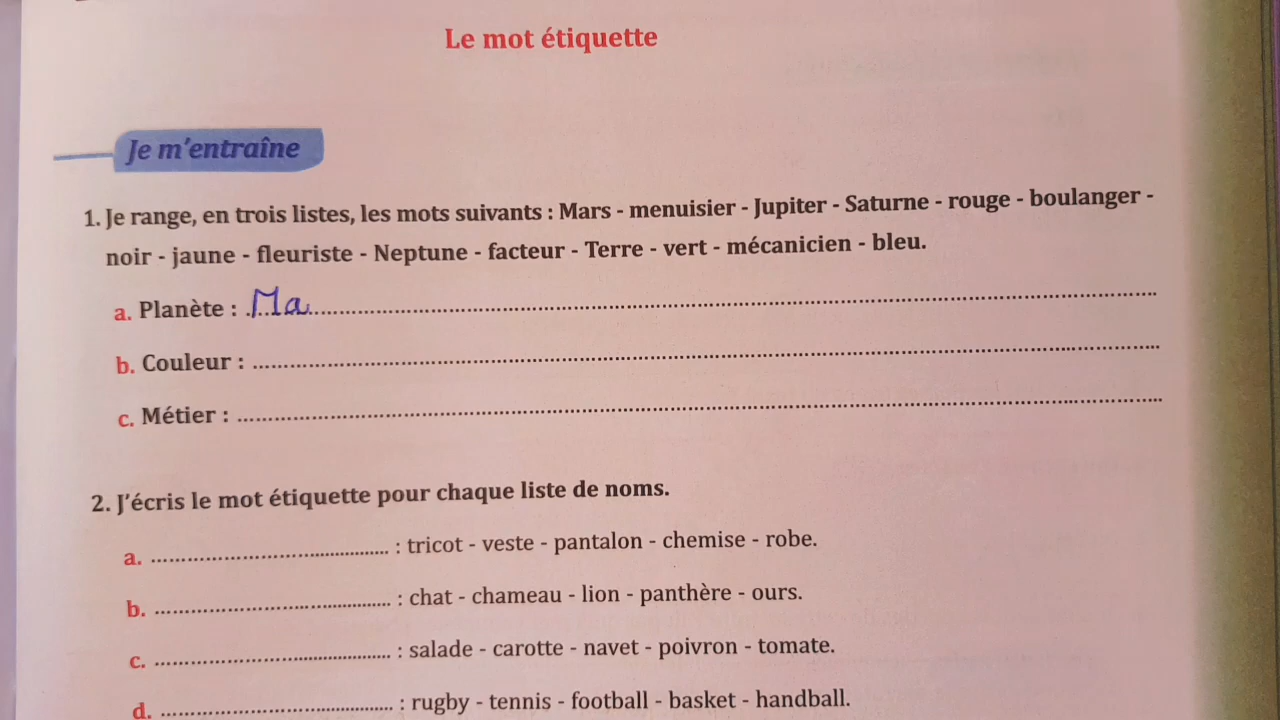 Le mot étiquette
Je m'entraîne
1. Je range, en trois listes, les mots suivants : Mars - menuisier - Jupiter - Saturne - rouge - boulanger -
noir - jaune - fleuriste - Neptune - facteur - Terre - vert - mécanicien - bleu.
a. Planète : Ma
b. Couleur :
c. Métier :
2. J'écris le mot étiquette pour chaque liste de noms.
a. : tricot - veste - pantalon - chemise - robe.
b. : chat - chameau - lion - panthère - ours.
c. : salade - carotte - navet - poivron - tomate.
d. : rugby - tennis - football - basket - handball.